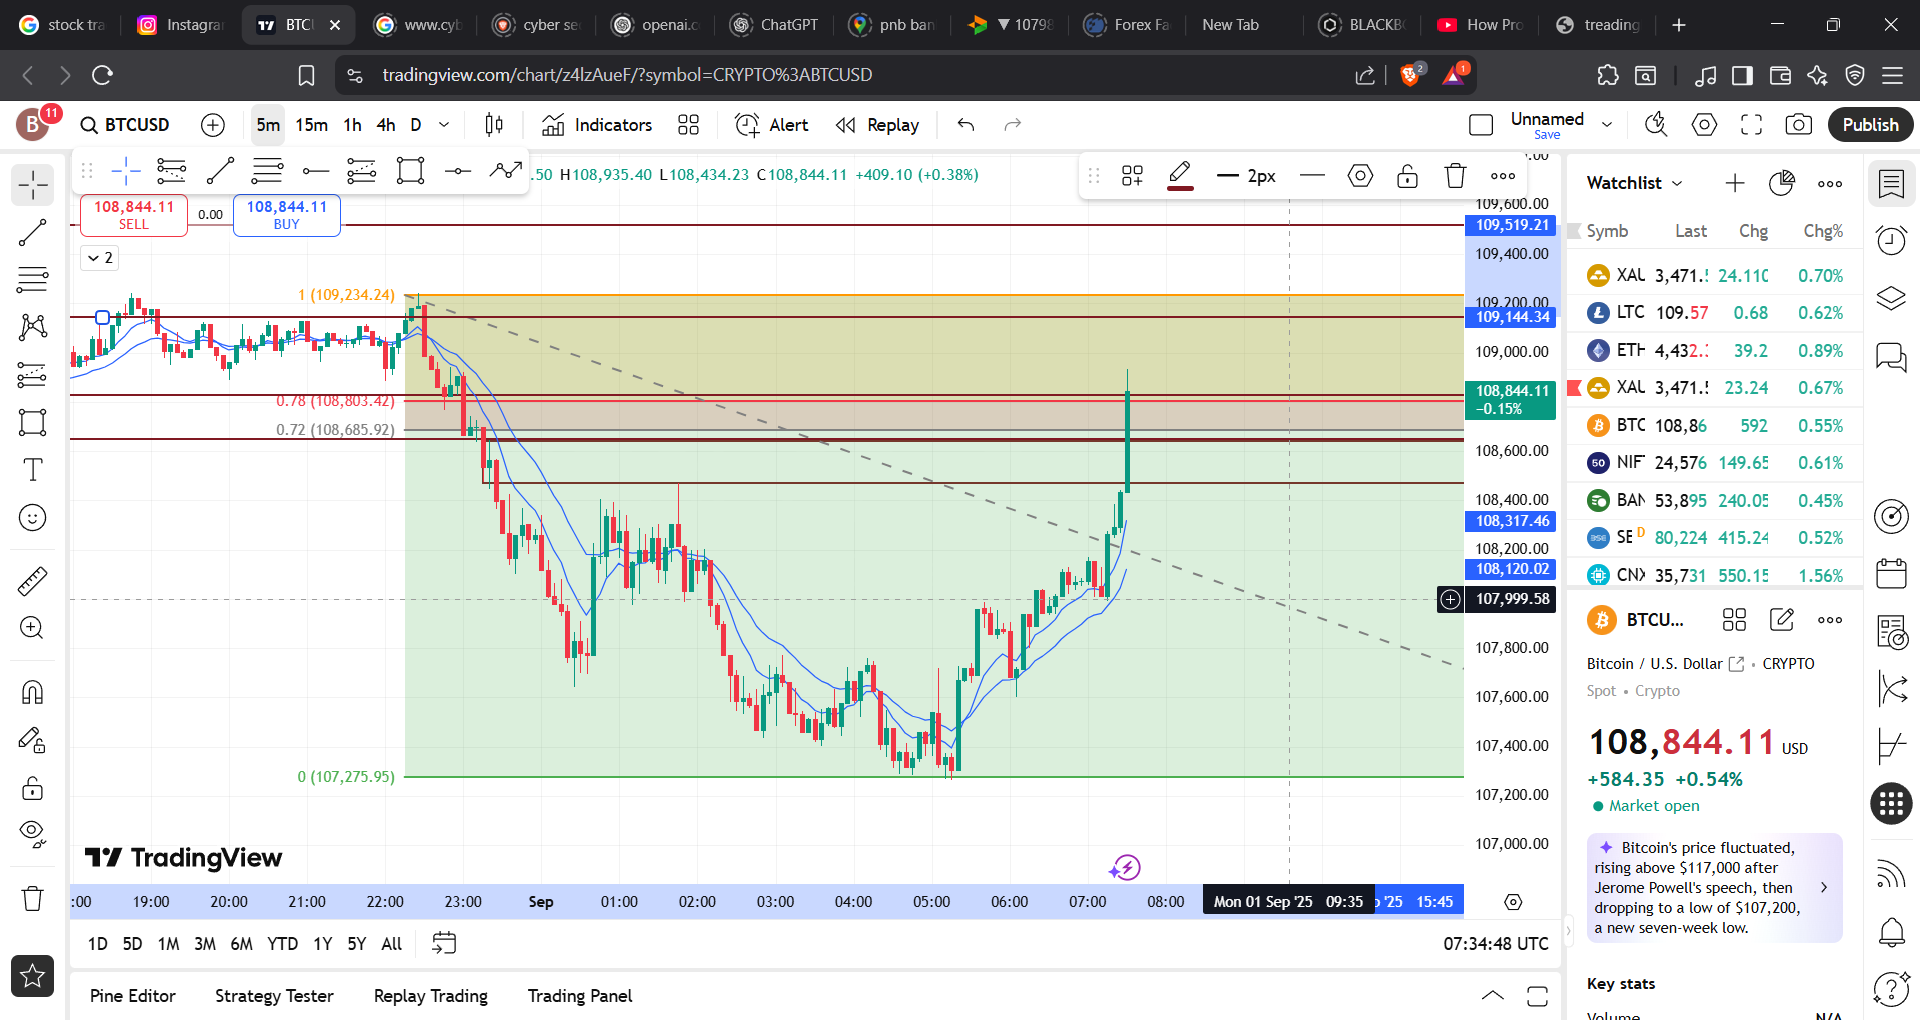 stock tra
Instagra
BTC
www.cyb
cyber se
openai.c
ChatGPT
pnb ban
▼ 1079
Forex Fa
New Tab
BLACKB
How Pro
treading
tradingview.com/chart/z4lzAueF/?symbol=CRYPTO%3ABTCUSD
2
1
B
11
BTCUSD
5m 15m 1h 4h D
Indicators
Alert
Replay
Unnamed
Save
Publish
.50 H108,935.40 L108,434.23 C108,844.11 +409.10 (+0.38%)
2px
108,844.11
SELL
0.00
108,844.11
BUY
2
1 (109,234.24)
0.78 (108,803.42)
0.72 (108,685.92)
0 (107,275.95)
109,600.00
109,519.21
109,400.00
109,200.00
109,144.34
109,000.00
108,844.11
−0.15%
108,600.00
108,400.00
108,317.46
108,200.00
108,120.02
107,999.58
107,800.00
107,600.00
107,400.00
107,200.00
107,000.00
TradingView
:00 19:00 20:00 21:00 22:00 23:00 Sep 01:00 02:00 03:00 04:00 05:00 06:00 07:00 08:00 Mon 01 Sep '25 09:35 '25 15:45
1D 5D 1M 3M 6M YTD 1Y 5Y All
07:34:48 UTC
Pine Editor Strategy Tester Replay Trading Trading Panel
Watchlist
Symb Last Chg Chg%
XAU 3,471. 24.110 0.70%
LTC 109.57 0.68 0.62%
ETH 4,432. 39.2 0.89%
XAU 3,471. 23.24 0.67%
BTC 108,86 592 0.55%
50 NIF 24,576 149.65 0.61%
BAN 53,895 240.05 0.45%
BSE SE D 80,224 415.24 0.52%
CNX 35,731 550.15 1.56%
BTCU...
Bitcoin / U.S. Dollar • CRYPTO
Spot • Crypto
108,844.11 USD
+584.35 +0.54%
Market open
Bitcoin's price fluctuated,
rising above $117,000 after
Jerome Powell's speech, then
dropping to a low of $107,200,
a new seven-week low.
Key stats
Volume N/A